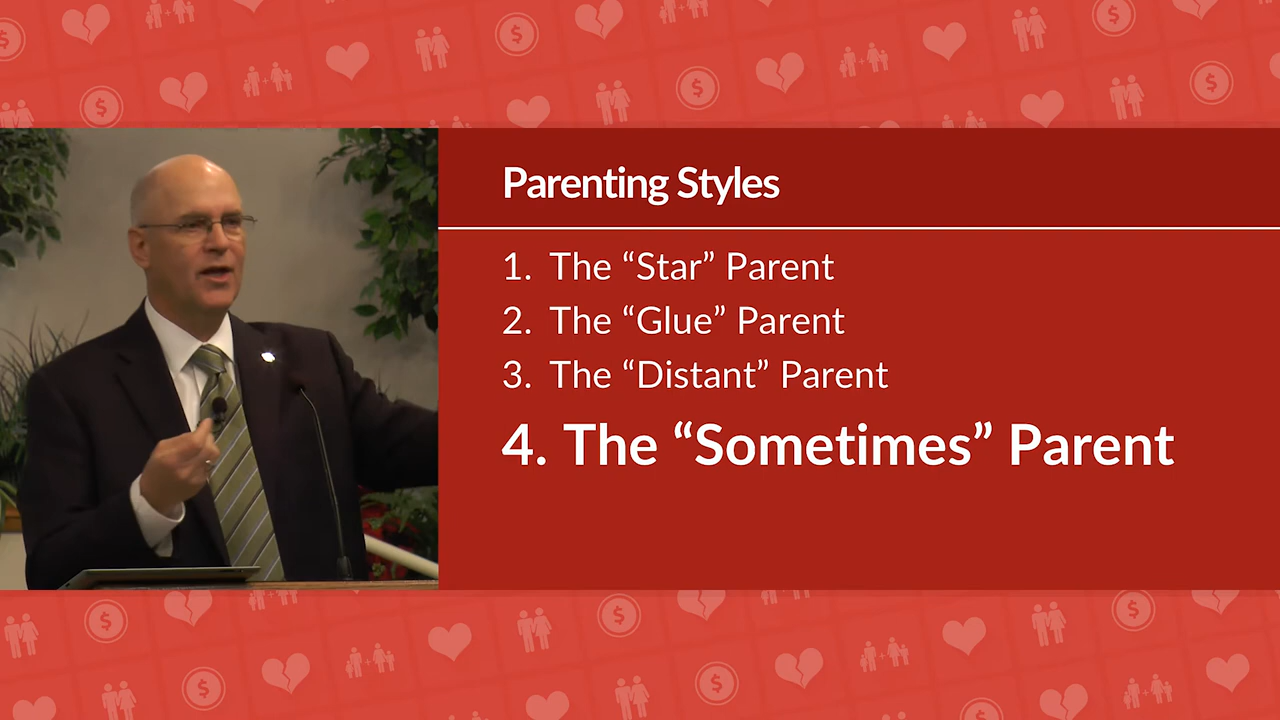 Parenting Styles
1. The “Star” Parent
2. The “Glue” Parent
3. The “Distant” Parent
4. The “Sometimes” Parent